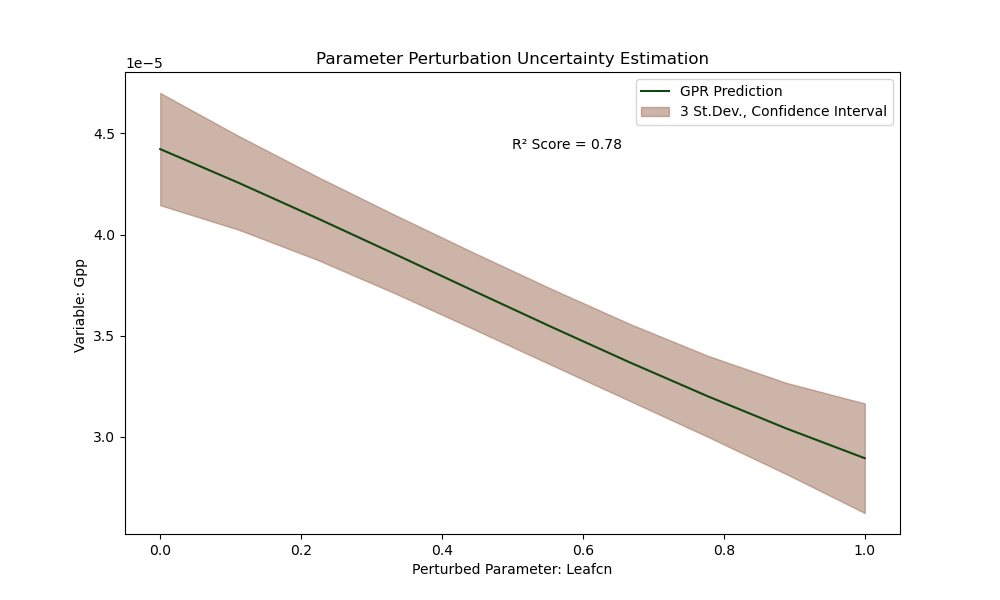 Parameter Perturbation Uncertainty Estimation
1e−5
GPR Prediction
3 St.Dev., Confidence Interval
R² Score = 0.78
4.5
4.0
3.5
3.0
Variable: Gpp
0.0 0.2 0.4 0.6 0.8 1.0
Perturbed Parameter: Leafcn